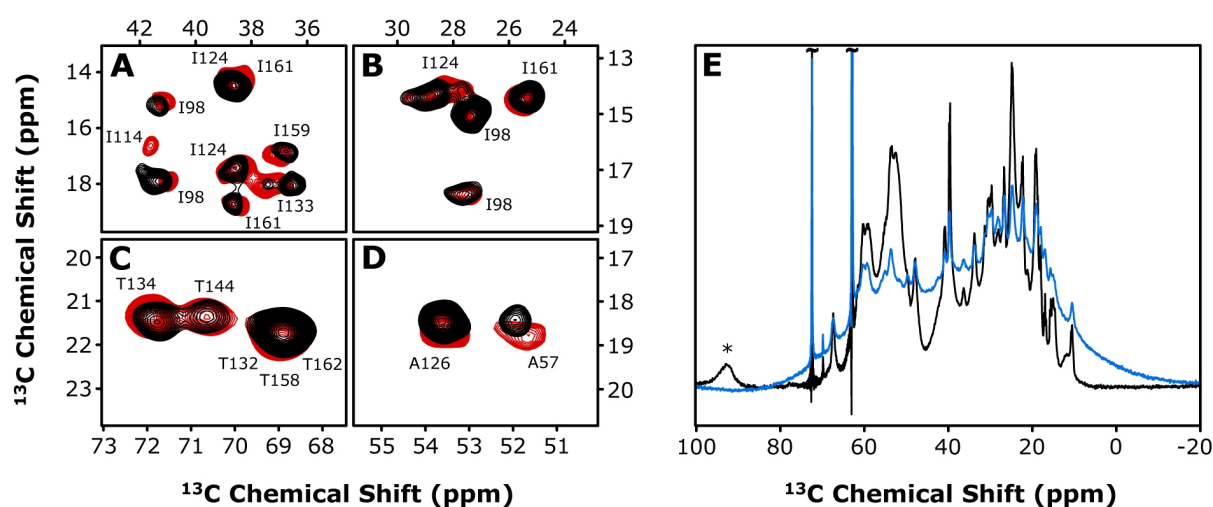 42 40 38 36 30 28 26 24
A I124 I161 B I124 I161 E
14 13
I98 15
I114 I98
16 I159
I124 17
18 I98 I133 I98
I161 19
C D 17
20 T134 T144
21 18
22 19
T132 T162 A126 A57
T158
23 20
*
73 72 71 70 69 68 55 54 53 52 51 100 80 60 40 20 0 -20
¹³C Chemical Shift (ppm)
¹³C Chemical Shift (ppm) ¹³C Chemical Shift (ppm)